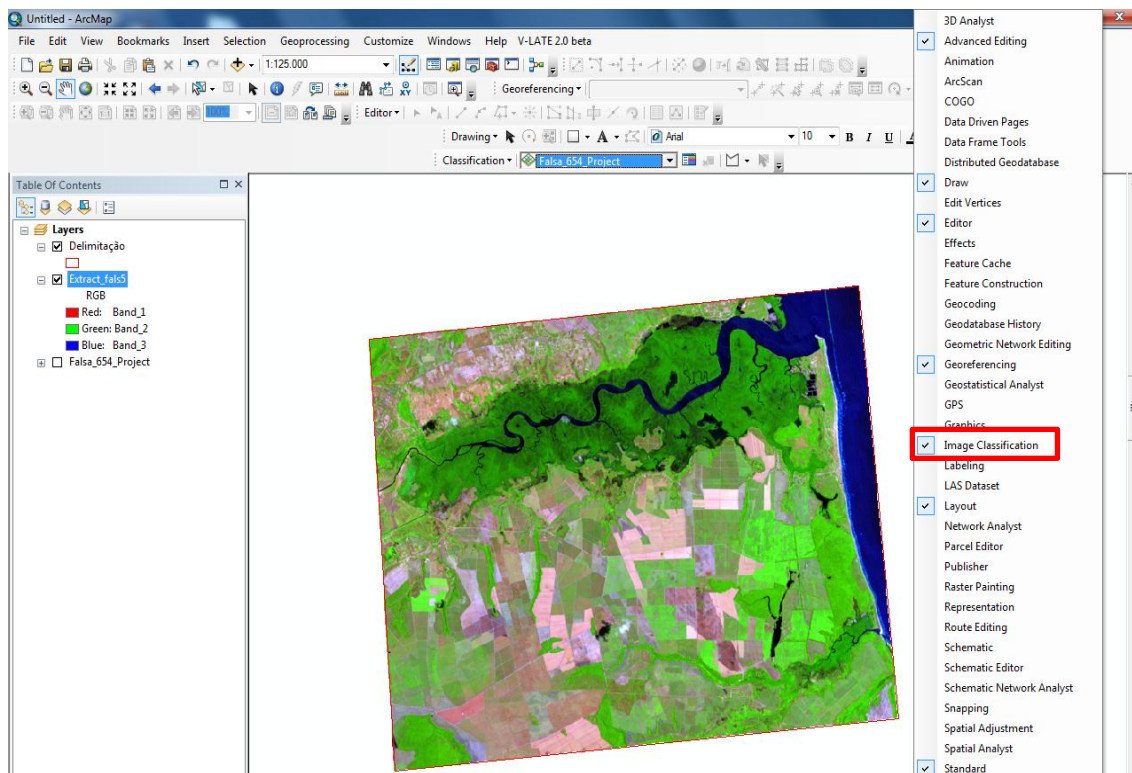 Untitled - ArcMap
File Edit View Bookmarks Insert Selection Geoprocessing Customize Windows Help V-LATE 2.0 beta
1:125.000
Georeferencing
100%
Editor
Drawing A Arial 10 B I U A
Classification Falsa_654_Project
Table Of Contents
Layers
Delimitação
Extract_fals5
RGB
Red: Band_1
Green: Band_2
Blue: Band_3
Falsa_654_Project
3D Analyst
Advanced Editing
Animation
ArcScan
COGO
Data Driven Pages
Data Frame Tools
Distributed Geodatabase
Draw
Edit Vertices
Editor
Effects
Feature Cache
Feature Construction
Geocoding
Geodatabase History
Geometric Network Editing
Georeferencing
Geostatistical Analyst
GPS
Graphics
Image Classification
Labeling
LAS Dataset
Layout
Network Analyst
Parcel Editor
Publisher
Raster Painting
Representation
Route Editing
Schematic
Schematic Editor
Schematic Network Analyst
Snapping
Spatial Adjustment
Spatial Analyst
Standard